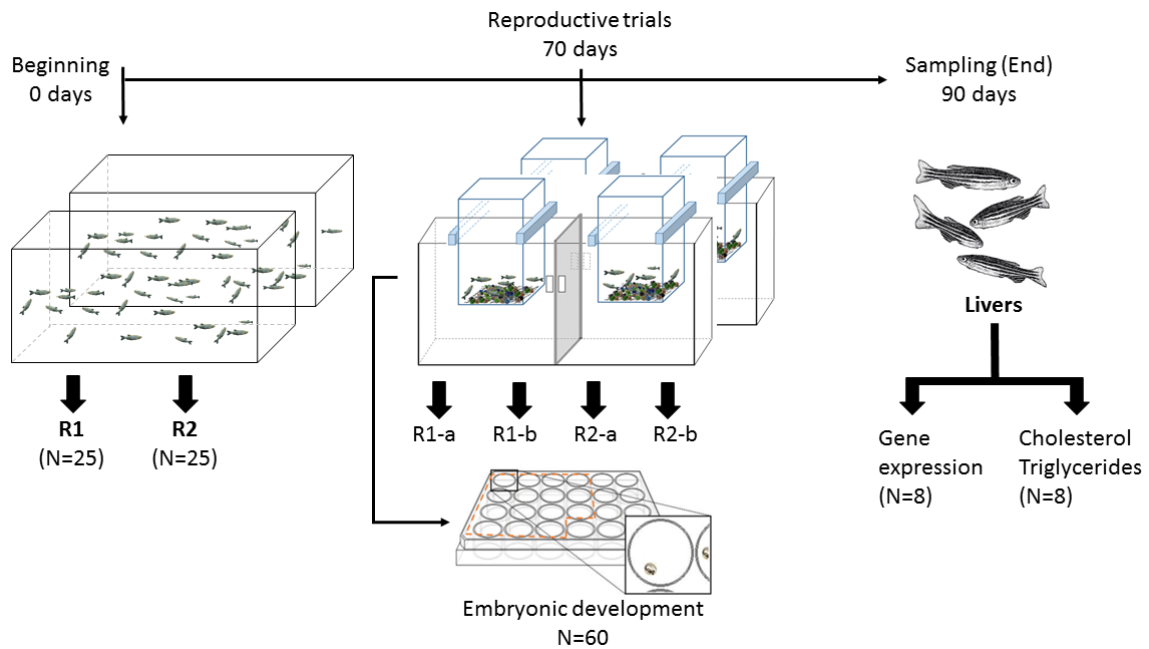 Reproductive trials
70 days
Beginning
0 days
Sampling (End)
90 days
Livers
R1
(N=25)
R2
(N=25)
R1-a
R1-b
R2-a
R2-b
Gene
expression
(N=8)
Cholesterol
Triglycerides
(N=8)
Embryonic development
N=60